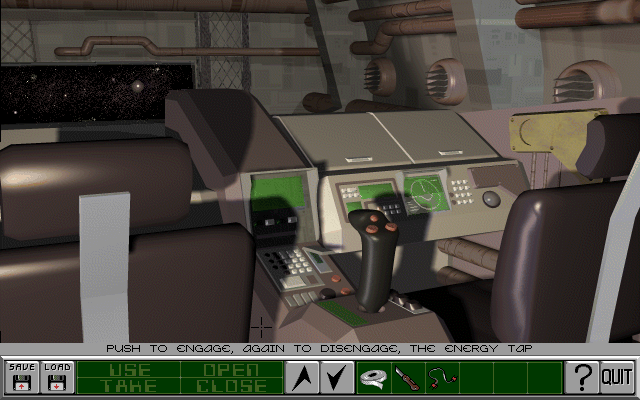 PUSH TO ENGAGE, AGAIN TO DISENGAGE, THE ENERGY TAP
SAVE LOAD USE OPEN ? QUIT
TAKE CLOSE